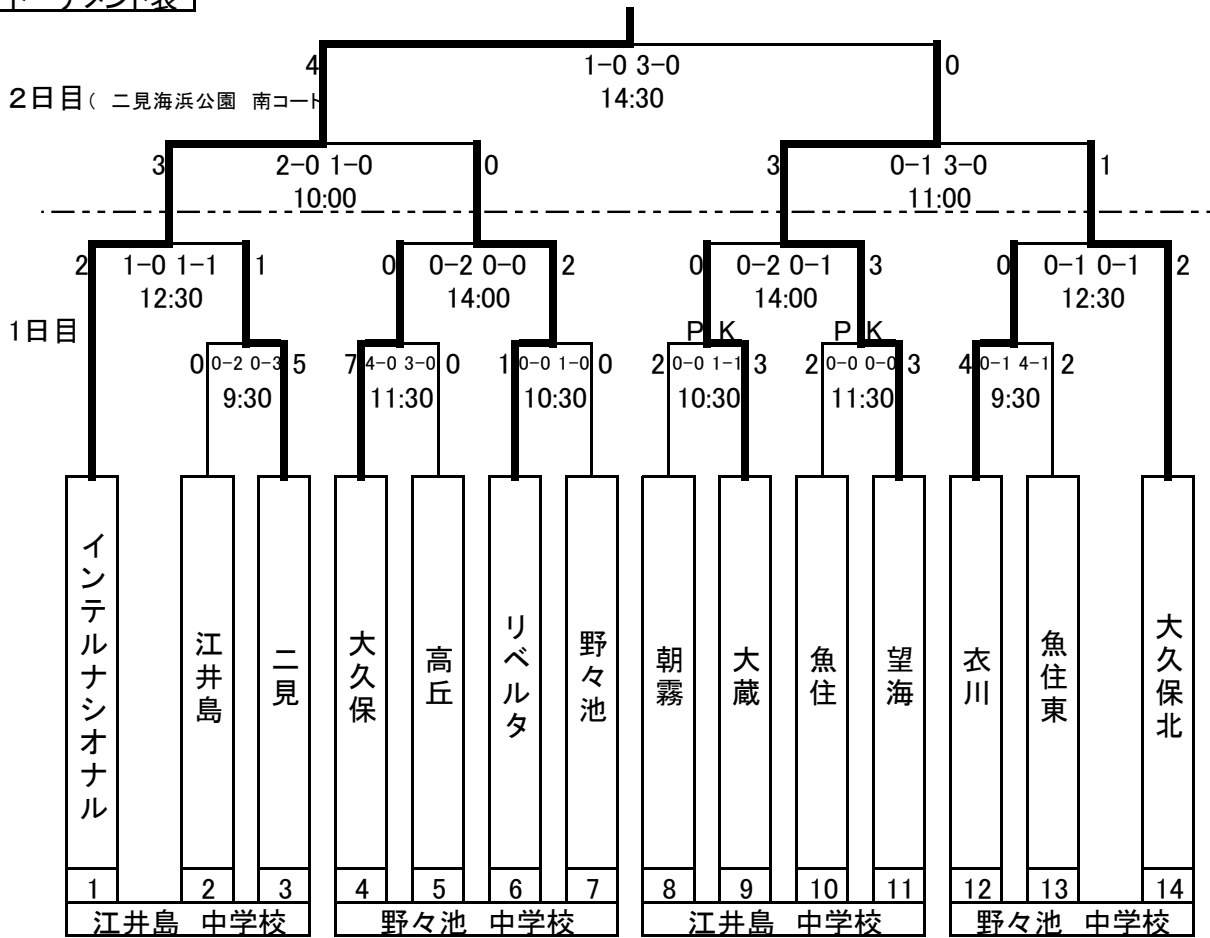 トーナメント表
4 1-0 3-0 0
14:30
2日目( 二見海浜公園 南コート
3 2-0 1-0 0 3 0-1 3-0 1
10:00 11:00
2 1-0 1-1 1 0 0-2 0-0 2 0 0-2 0-1 3 0 0-1 0-1 2
12:30 14:00 14:00 12:30
1日目 PK PK
0 0-2 0-3 5 7 4-0 3-0 0 1 0-0 1-0 0 2 0-0 1-1 3 2 0-0 0-0 3 4 0-1 4-1 2
9:30 11:30 10:30 10:30 11:30 9:30
インテルナシオナル
江井島
二見
大久保
高丘
リベルタ
野々池
朝霧
大蔵
魚住
望海
衣川
魚住東
大久保北
1 2 3 4 5 6 7 8 9 10 11 12 13 14
江井島 中学校 野々池 中学校 江井島 中学校 野々池 中学校